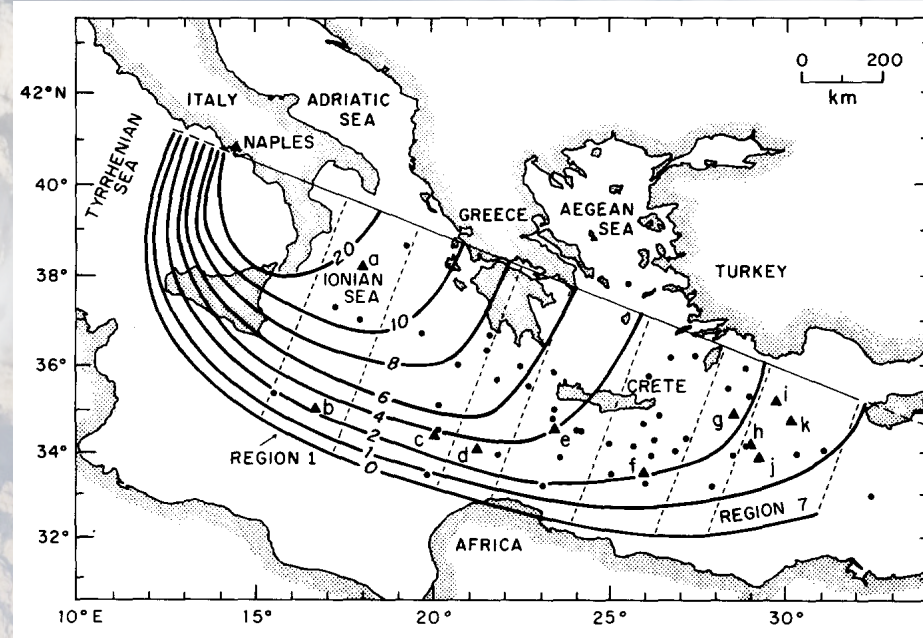 0 200
km
42°N
40°
38°
36°
34°
32°
10°E
15°
20°
25°
30°
ITALY
ADRIATIC
SEA
NAPLES
TYRRHENIAN
SEA
GREECE
AEGEAN
SEA
TURKEY
20
a
IONIAN
SEA
10
8
6
4
2
1
0
CRETE
b
c
d
e
f
g
h
i
j
k
REGION 1
REGION 7
AFRICA